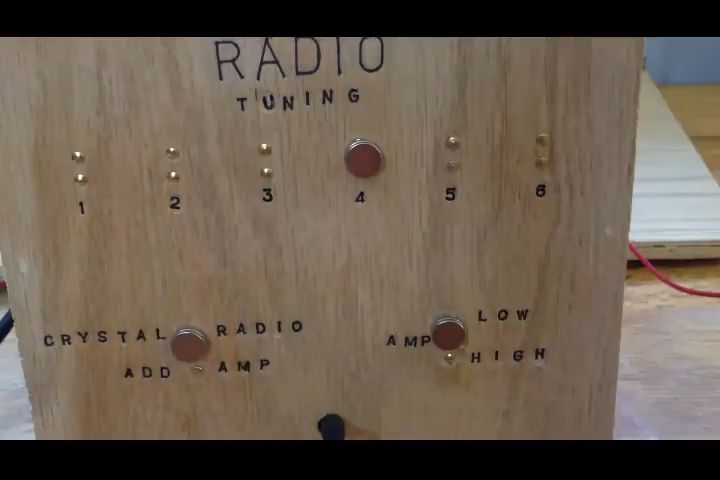 RADIO
TUNING
1 2 3 4 5 6
CRYSTAL RADIO
ADD AMP
AMP LOW
HIGH